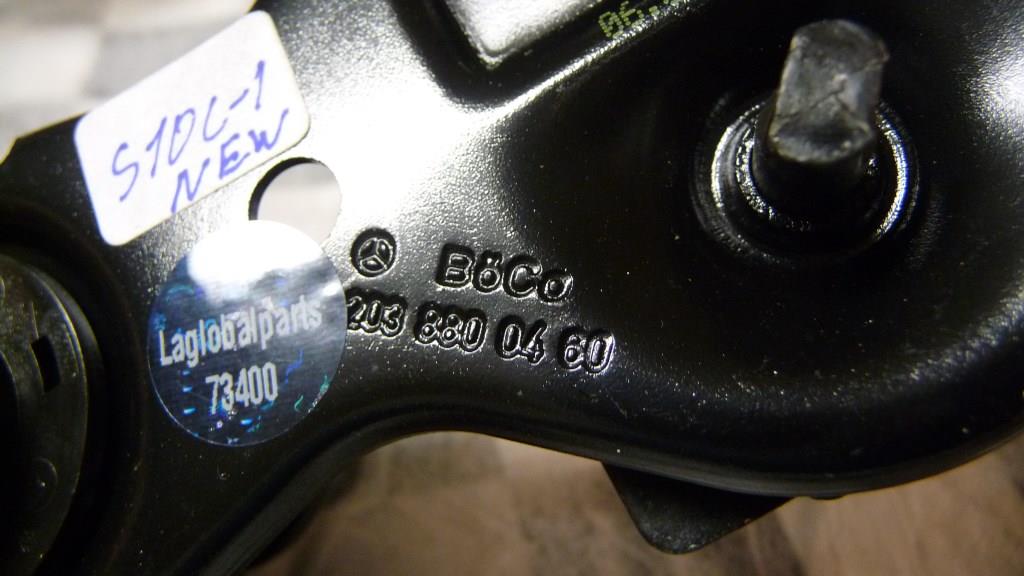 S10C-1
NEW
BöCo
203 880 04 60
Laglobalparts
73400